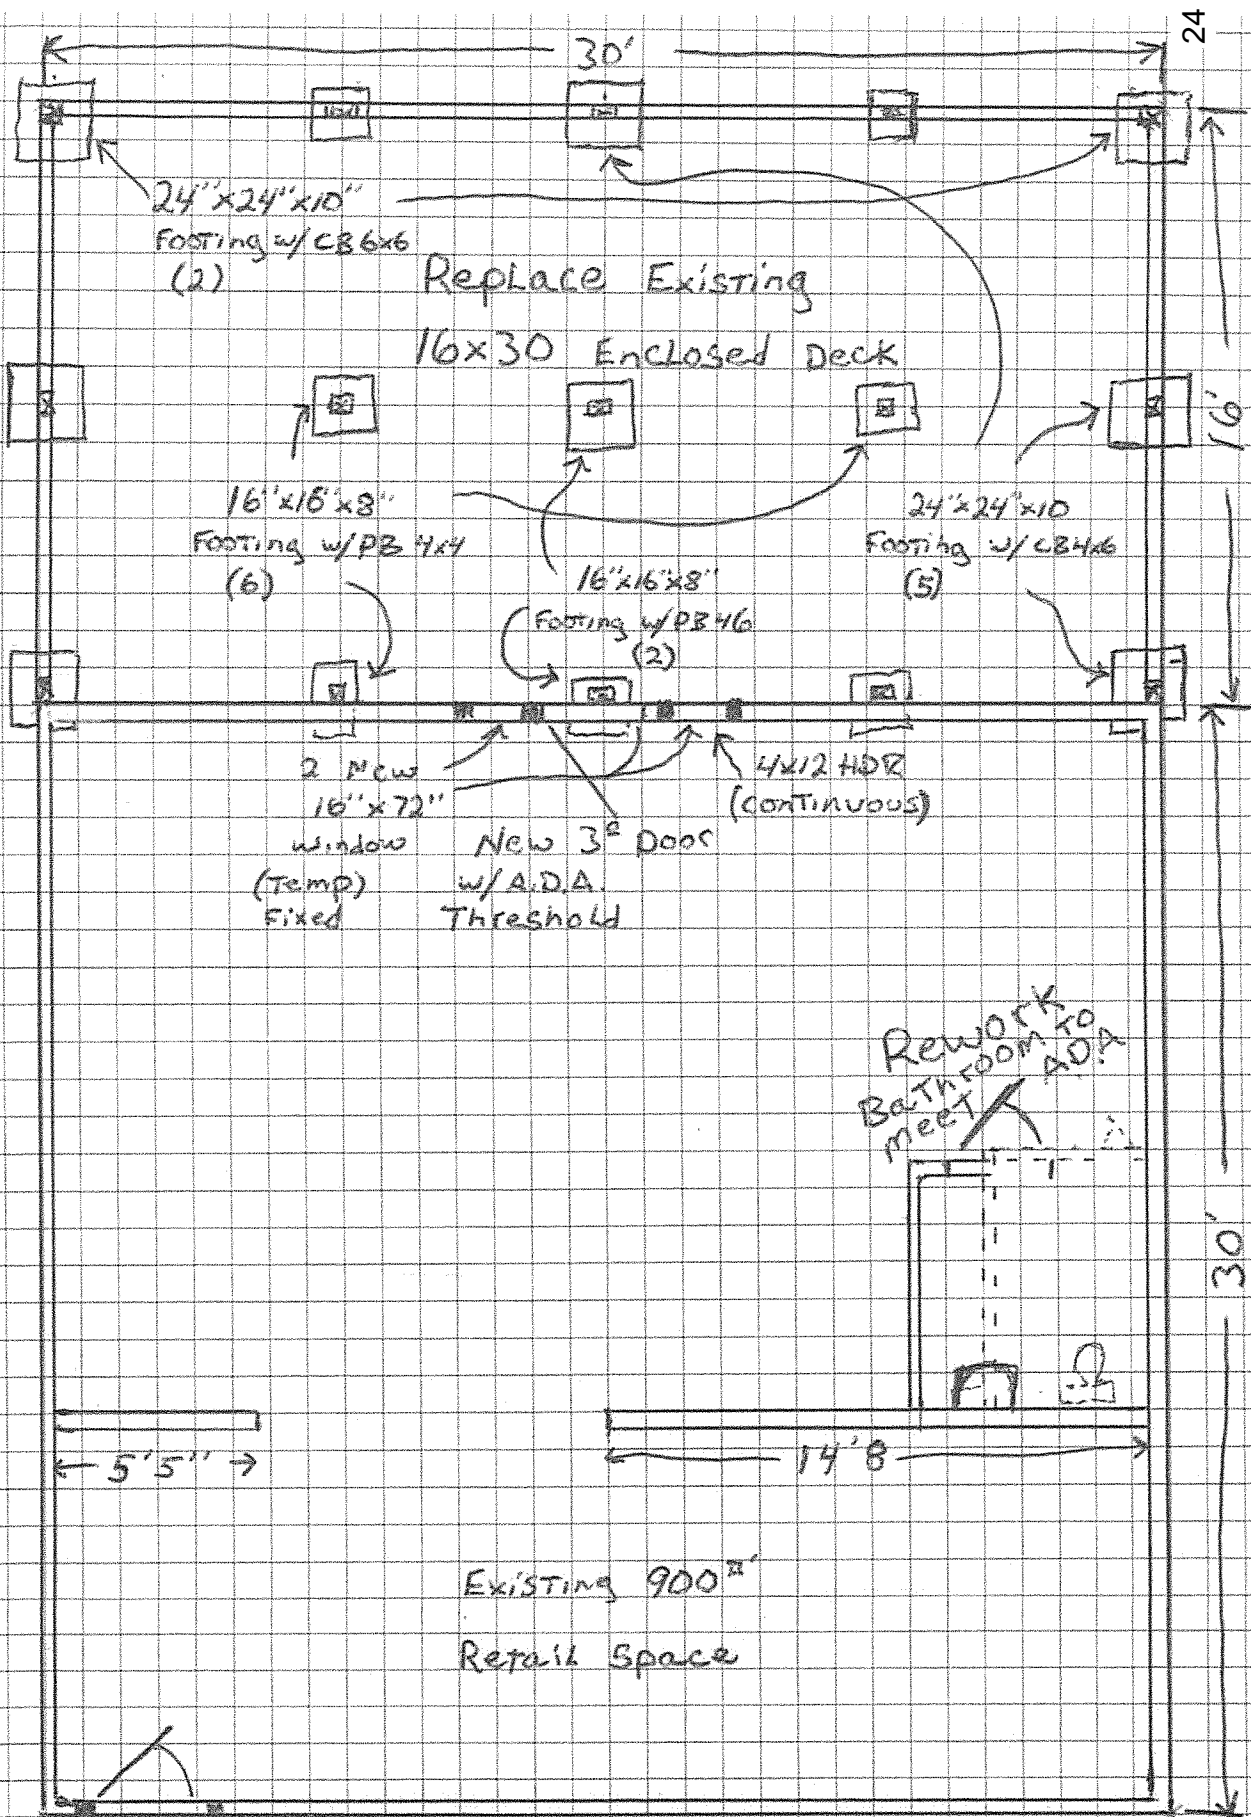 24
30'
24"x24"x10"
Footing w/ CB 6x6
(2)
Replace Existing
16x30 Enclosed Deck
16'
16"x16"x8"
Footing w/PB 4x4
(6)
16"x16"x8"
Footing w/PB 46
(2)
24"x24"x10
Footing w/ CB4x6
(5)
2 New
16"x72"
window
(Temp)
Fixed
New 3° Door
w/ A.D.A.
Threshold
4x12 HDR
(continuous)
Rework
Bathroom to
meet ADA
30'
5'5"
14'8
Existing 900
Retail Space